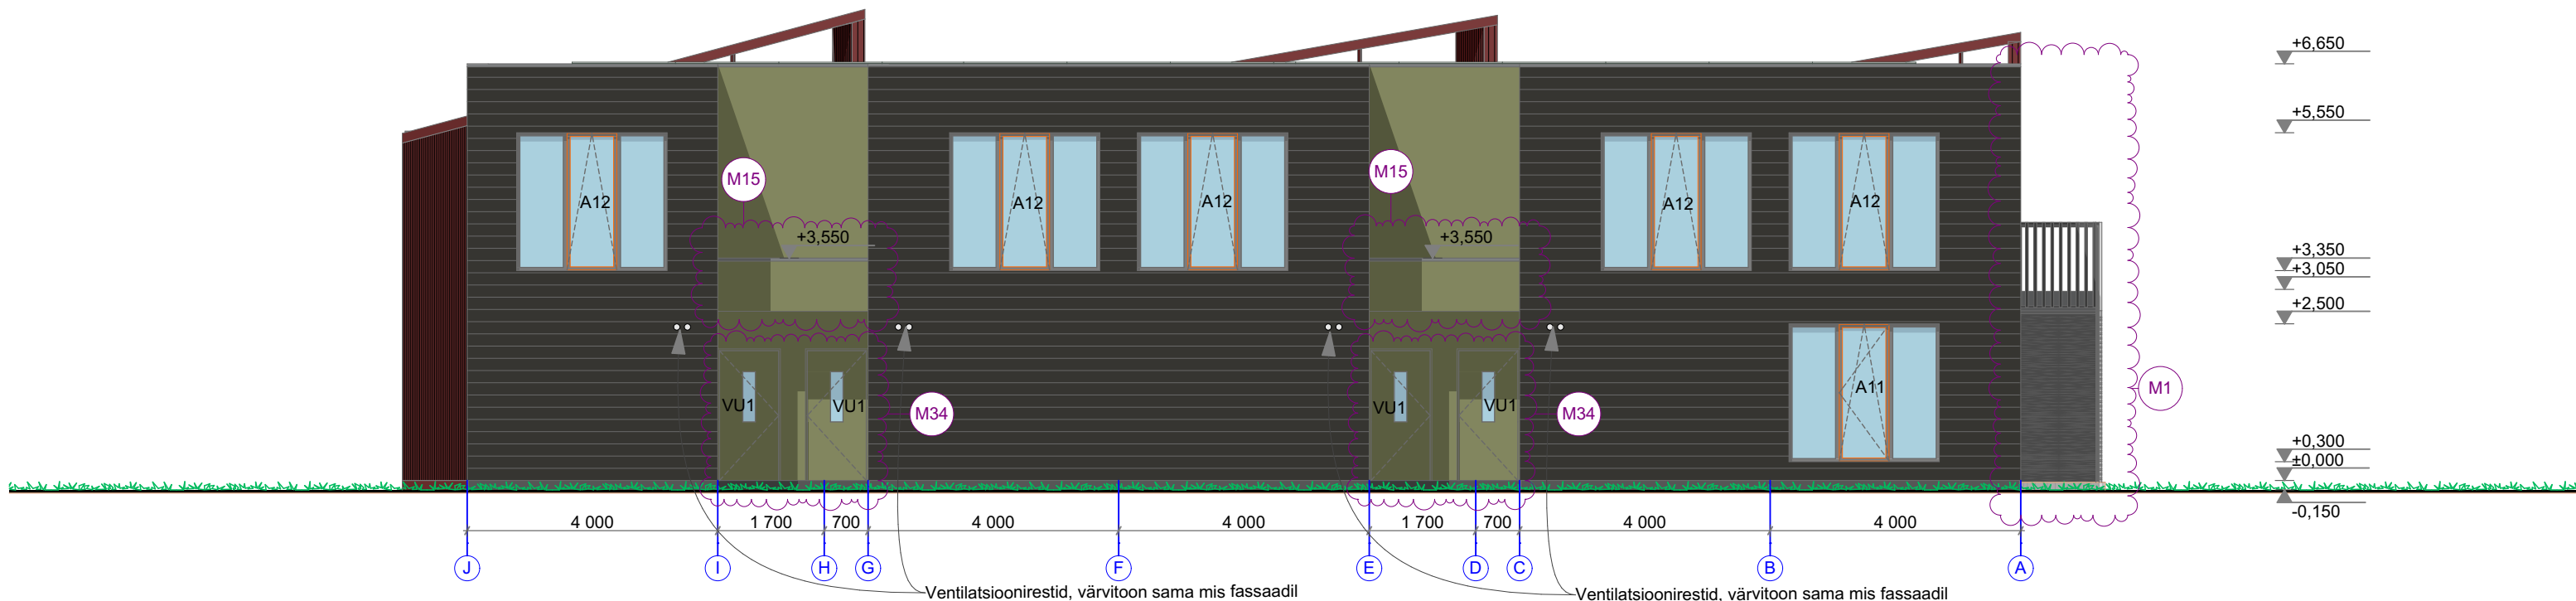 +6,650
+5,550
M15
M15
A12
A12
A12
A12
A12
+3,550
+3,550
+3,350
+3,050
+2,500
VU1
VU1
M34
VU1
VU1
M34
A11
M1
+0,300
±0,000
-0,150
4 000
1 700
700
4 000
4 000
1 700
700
4 000
4 000
J
I
H
G
F
E
D
C
B
A
Ventilatsioonirestid, värvitoon sama mis fassaadil
Ventilatsioonirestid, värvitoon sama mis fassaadil